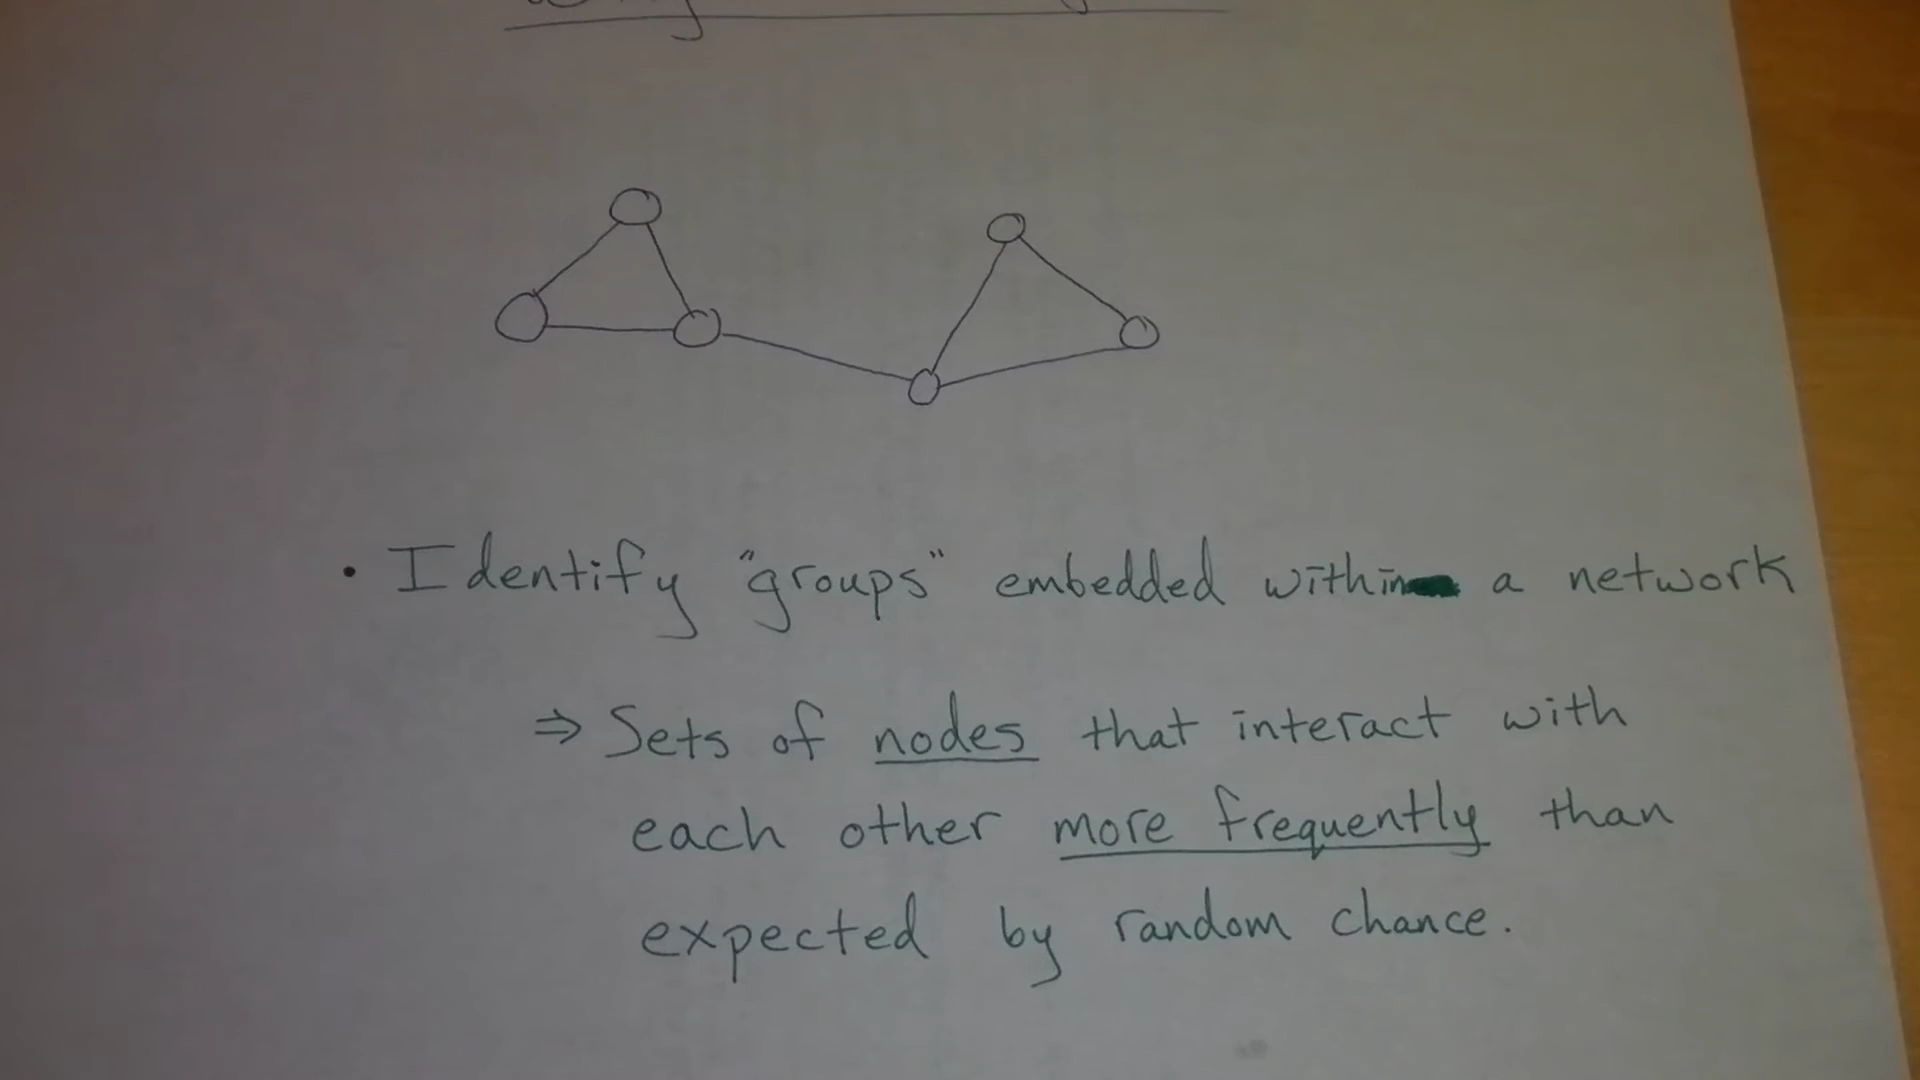 • Identify "groups" embedded within a network
⇒ Sets of nodes that interact with
each other more frequently than
expected by random chance.